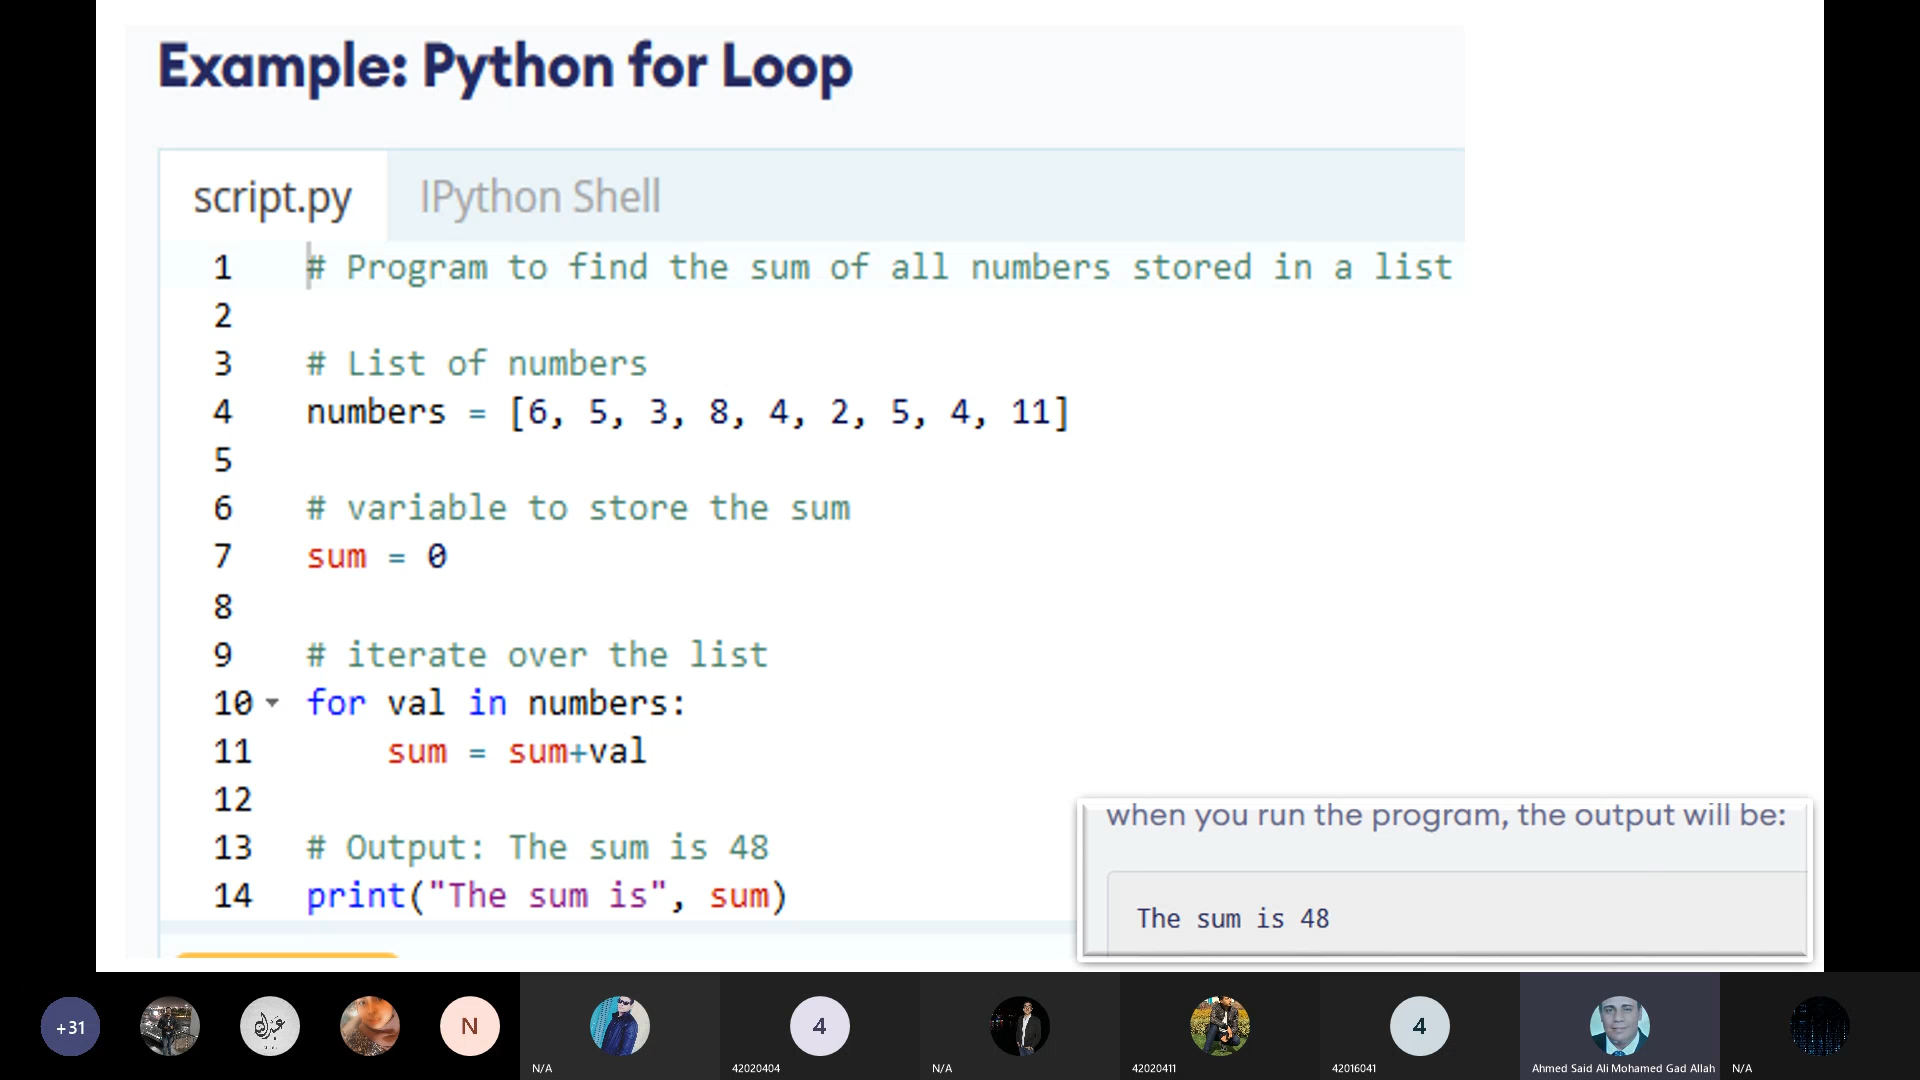 Example: Python for Loop
script.py IPython Shell
1 # Program to find the sum of all numbers stored in a list
2
3 # List of numbers
4 numbers = [6, 5, 3, 8, 4, 2, 5, 4, 11]
5
6 # variable to store the sum
7 sum = 0
8
9 # iterate over the list
10 for val in numbers:
11     sum = sum+val
12
13 # Output: The sum is 48
14 print("The sum is", sum)
when you run the program, the output will be:
The sum is 48
+31
N
N/A
4
42020404
N/A
42020411
4
42016041
Ahmed Said Ali Mohamed Gad Allah
N/A